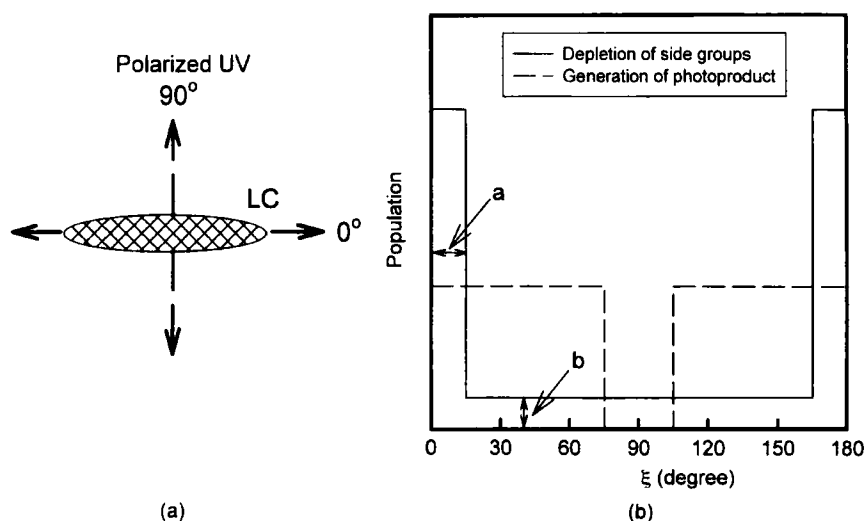 Polarized UV
90°
LC
0°
(a)
Depletion of side groups
Generation of photoproduct
Population
a
b
0 30 60 90 120 150 180
ξ (degree)
(b)